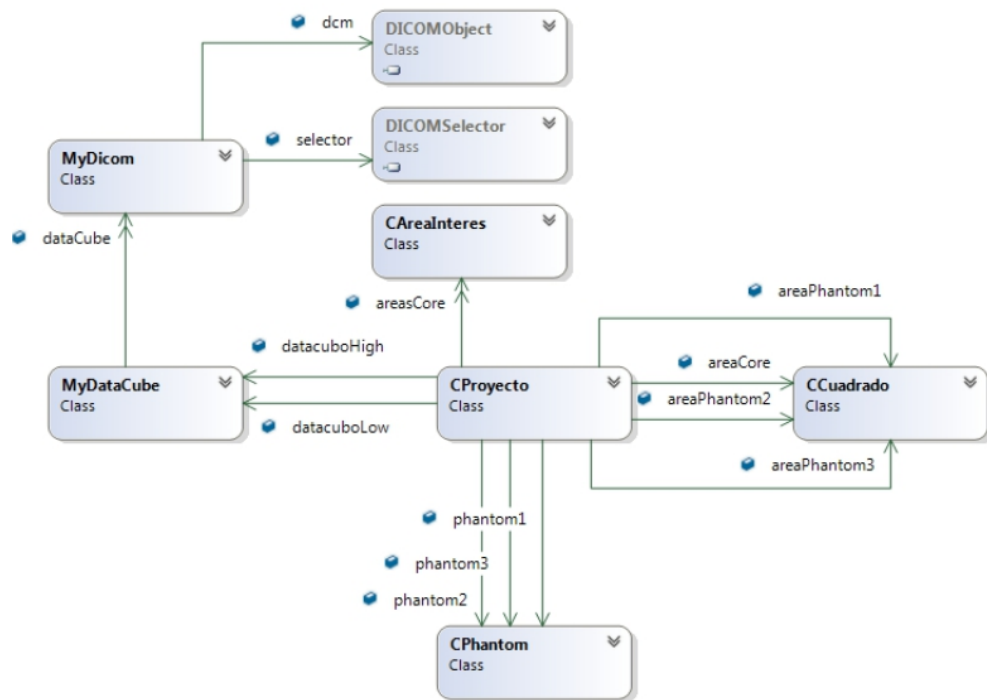 dcm
DICOMObject
Class
selector
DICOMSelector
Class
MyDicom
Class
CAreaInteres
Class
dataCube
areasCore
areaPhantom1
datacuboHigh
areaCore
MyDataCube
Class
CProyecto
Class
areaPhantom2
CCuadrado
Class
datacuboLow
areaPhantom3
phantom1
phantom3
phantom2
CPhantom
Class